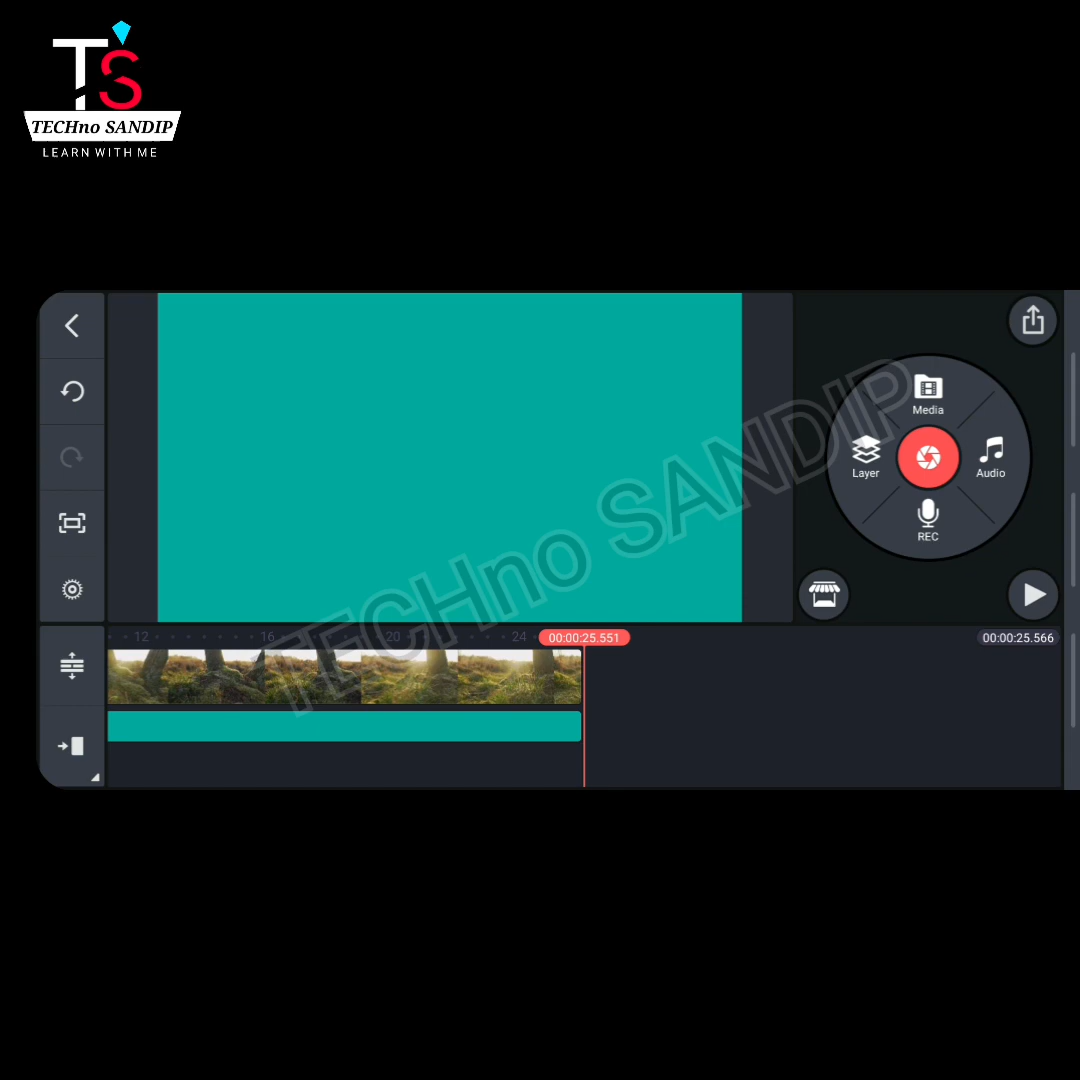 TS
TECHno SANDIP
LEARN WITH ME
Media
Layer
Audio
REC
TECHno SANDIP
12
16
20
24
00:00:25.551
00:00:25.566